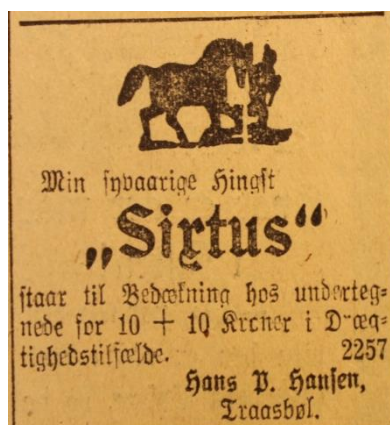 Min syvaarige Hingst
„Sixtus“
staar til Bedækning hos underteg-
nede for 10 + 10 Kroner i Dræg-
tighedstilfælde. 2257
Hans P. Hansen,
Traasbøl.